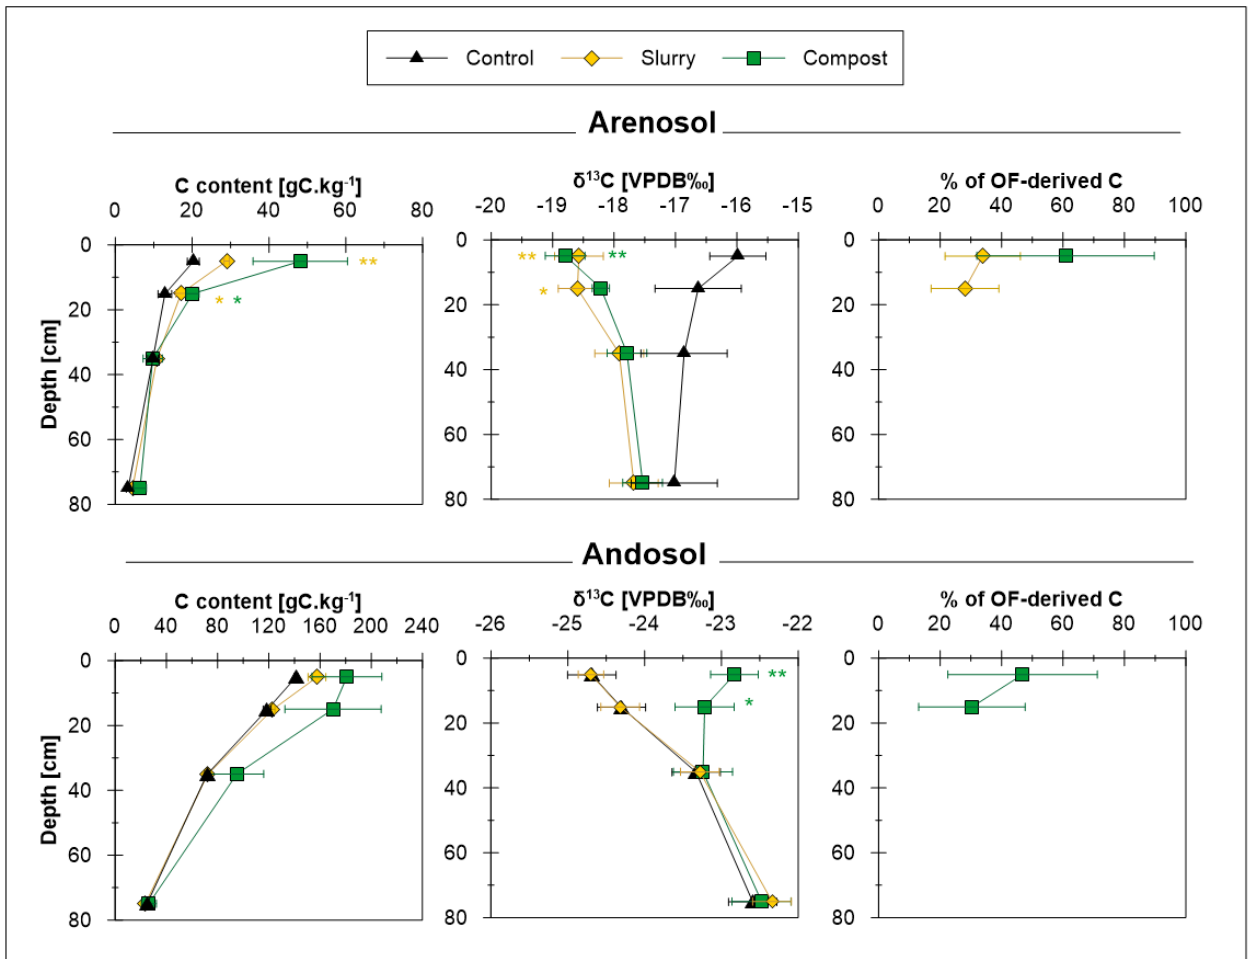 Control Slurry Compost
Arenosol
C content [gC.kg⁻¹] δ¹³C [VPDB‰] % of OF-derived C
0 20 40 60 80 -20 -19 -18 -17 -16 -15 0 20 40 60 80 100
Depth [cm]
0 0 0
** ** **
20 * * 20 * 20
40 40 40
60 60 60
80 80 80
Andosol
C content [gC.kg⁻¹] δ¹³C [VPDB‰] % of OF-derived C
0 40 80 120 160 200 240 -26 -25 -24 -23 -22 0 20 40 60 80 100
Depth [cm]
0 0 0
**
20 20 * 20
40 40 40
60 60 60
80 80 80